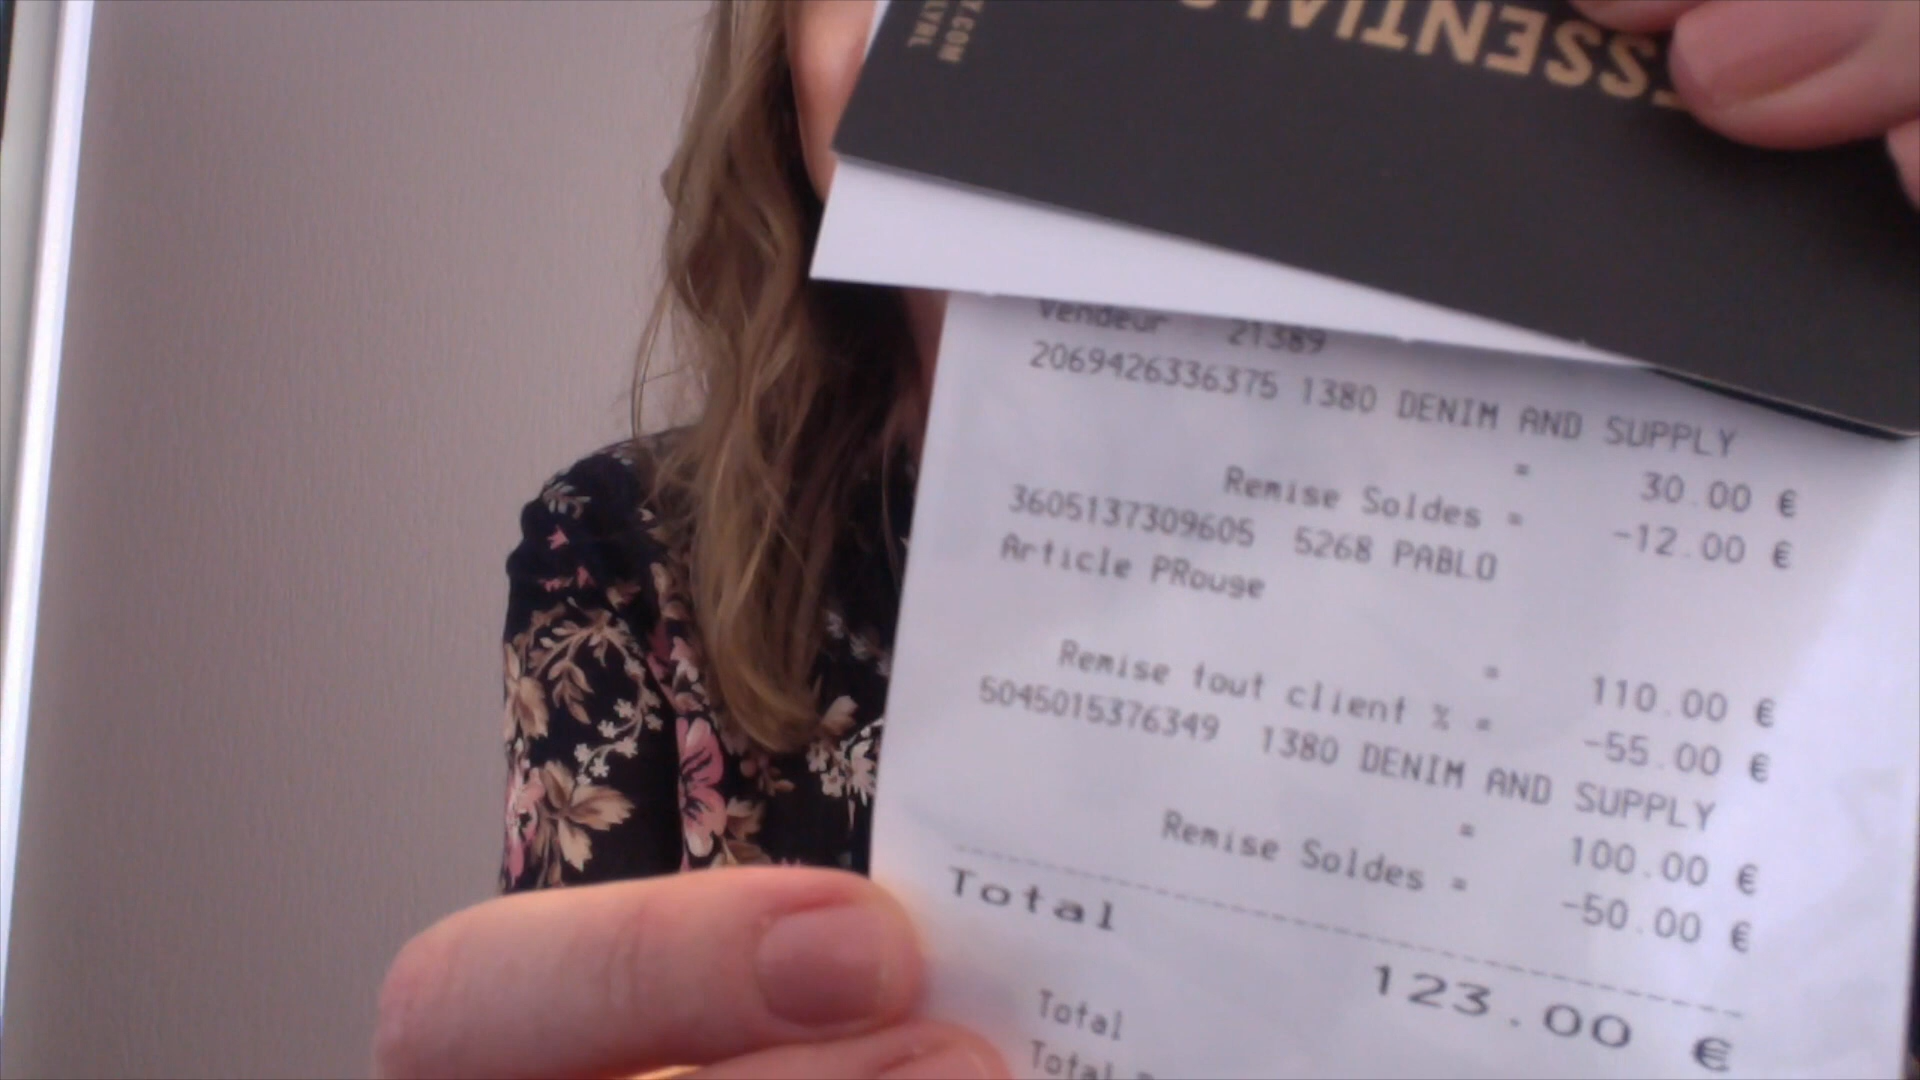 ESSENTIALS
Vendeur 21389
2069426336375 1380 DENIM AND SUPPLY
= 30.00 €
Remise Soldes = -12.00 €
3605137309605 5268 PABLO
Article PRouge
= 110.00 €
Remise tout client % = -55.00 €
5045015376349 1380 DENIM AND SUPPLY
= 100.00 €
Remise Soldes = -50.00 €
Total
123.00 €
Total
Total